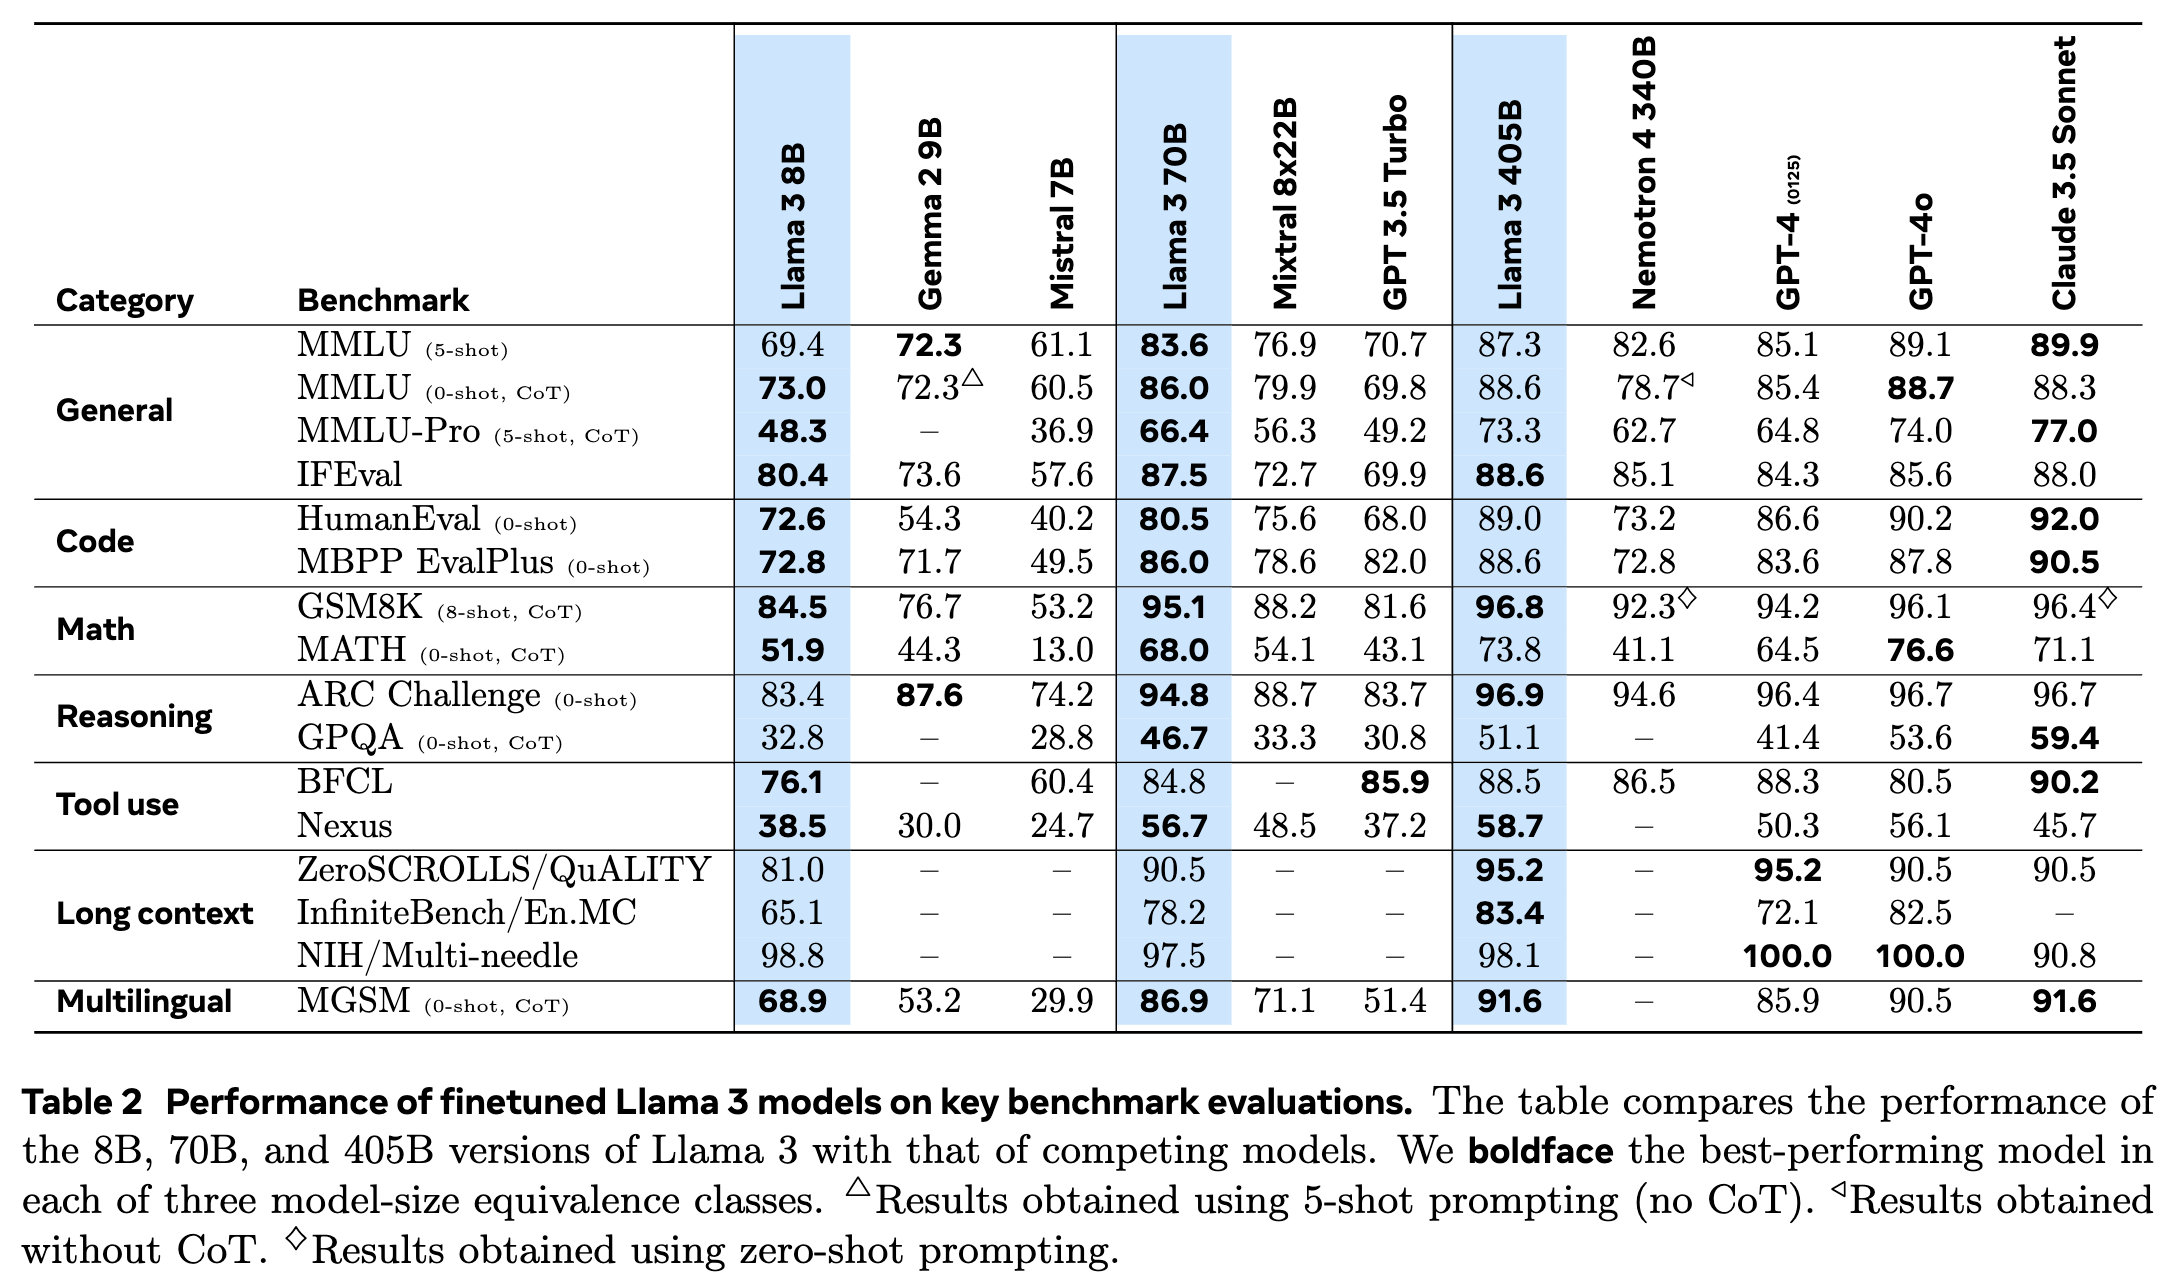 Category Benchmark Llama 3 8B Gemma 2 9B Mistral 7B Llama 3 70B Mixtral 8x22B GPT 3.5 Turbo Llama 3 405B Nemotron 4 340B GPT-4 (0125) GPT-4o Claude 3.5 Sonnet
General
MMLU (5-shot) 69.4 72.3 61.1 83.6 76.9 70.7 87.3 82.6 85.1 89.1 89.9
MMLU (0-shot, CoT) 73.0 72.3△ 60.5 86.0 79.9 69.8 88.6 78.7◁ 85.4 88.7 88.3
MMLU-Pro (5-shot, CoT) 48.3 – 36.9 66.4 56.3 49.2 73.3 62.7 64.8 74.0 77.0
IFEval 80.4 73.6 57.6 87.5 72.7 69.9 88.6 85.1 84.3 85.6 88.0
Code
HumanEval (0-shot) 72.6 54.3 40.2 80.5 75.6 68.0 89.0 73.2 86.6 90.2 92.0
MBPP EvalPlus (0-shot) 72.8 71.7 49.5 86.0 78.6 82.0 88.6 72.8 83.6 87.8 90.5
Math
GSM8K (8-shot, CoT) 84.5 76.7 53.2 95.1 88.2 81.6 96.8 92.3◇ 94.2 96.1 96.4◇
MATH (0-shot, CoT) 51.9 44.3 13.0 68.0 54.1 43.1 73.8 41.1 64.5 76.6 71.1
Reasoning
ARC Challenge (0-shot) 83.4 87.6 74.2 94.8 88.7 83.7 96.9 94.6 96.4 96.7 96.7
GPQA (0-shot, CoT) 32.8 – 28.8 46.7 33.3 30.8 51.1 – 41.4 53.6 59.4
Tool use
BFCL 76.1 – 60.4 84.8 – 85.9 88.5 86.5 88.3 80.5 90.2
Nexus 38.5 30.0 24.7 56.7 48.5 37.2 58.7 – 50.3 56.1 45.7
Long context
ZeroSCROLLS/QuALITY 81.0 – – 90.5 – – 95.2 – 95.2 90.5 90.5
InfiniteBench/En.MC 65.1 – – 78.2 – – 83.4 – 72.1 82.5 –
NIH/Multi-needle 98.8 – – 97.5 – – 98.1 – 100.0 100.0 90.8
Multilingual
MGSM (0-shot, CoT) 68.9 53.2 29.9 86.9 71.1 51.4 91.6 – 85.9 90.5 91.6
Table 2 Performance of finetuned Llama 3 models on key benchmark evaluations. The table compares the performance of
the 8B, 70B, and 405B versions of Llama 3 with that of competing models. We boldface the best-performing model in
each of three model-size equivalence classes. △Results obtained using 5-shot prompting (no CoT). ◁Results obtained
without CoT. ◇Results obtained using zero-shot prompting.